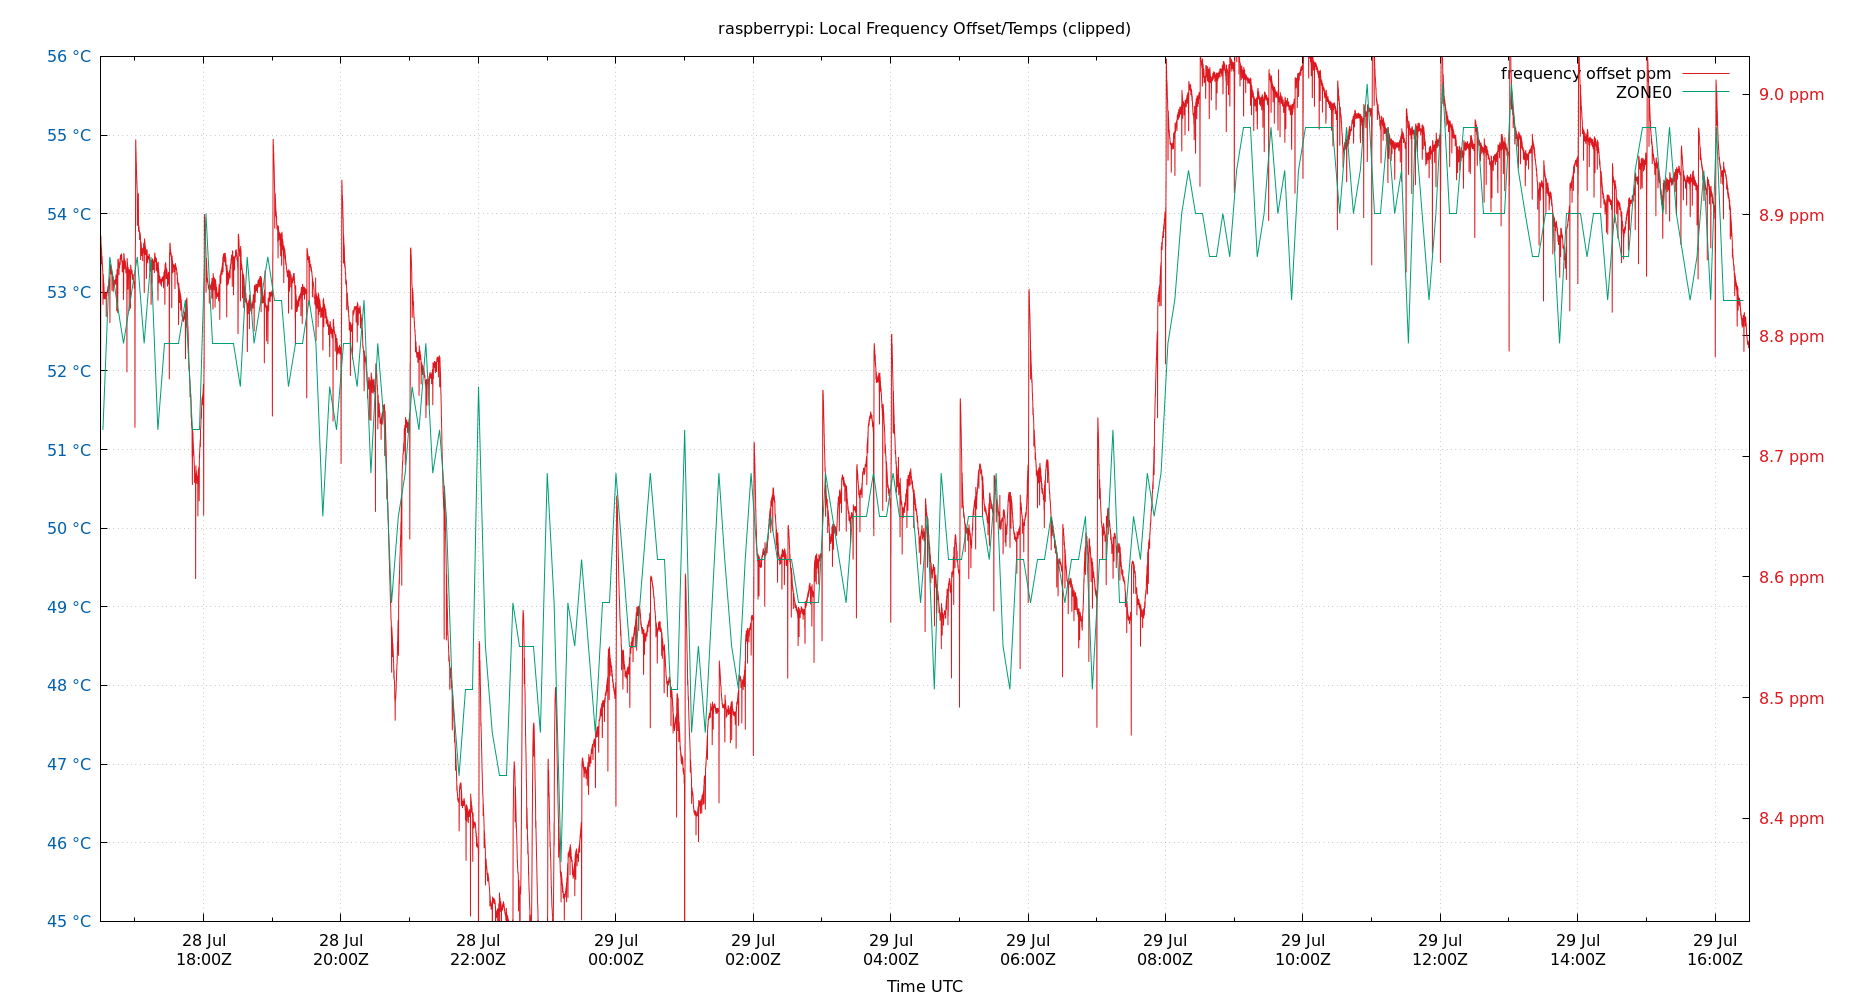 raspberrypi: Local Frequency Offset/Temps (clipped)
56 °C
55 °C
54 °C
53 °C
52 °C
51 °C
50 °C
49 °C
48 °C
47 °C
46 °C
45 °C
frequency offset ppm
ZONE0
9.0 ppm
8.9 ppm
8.8 ppm
8.7 ppm
8.6 ppm
8.5 ppm
8.4 ppm
28 Jul 28 Jul 28 Jul 29 Jul 29 Jul 29 Jul 29 Jul 29 Jul 29 Jul 29 Jul 29 Jul 29 Jul
18:00Z 20:00Z 22:00Z 00:00Z 02:00Z 04:00Z 06:00Z 08:00Z 10:00Z 12:00Z 14:00Z 16:00Z
Time UTC